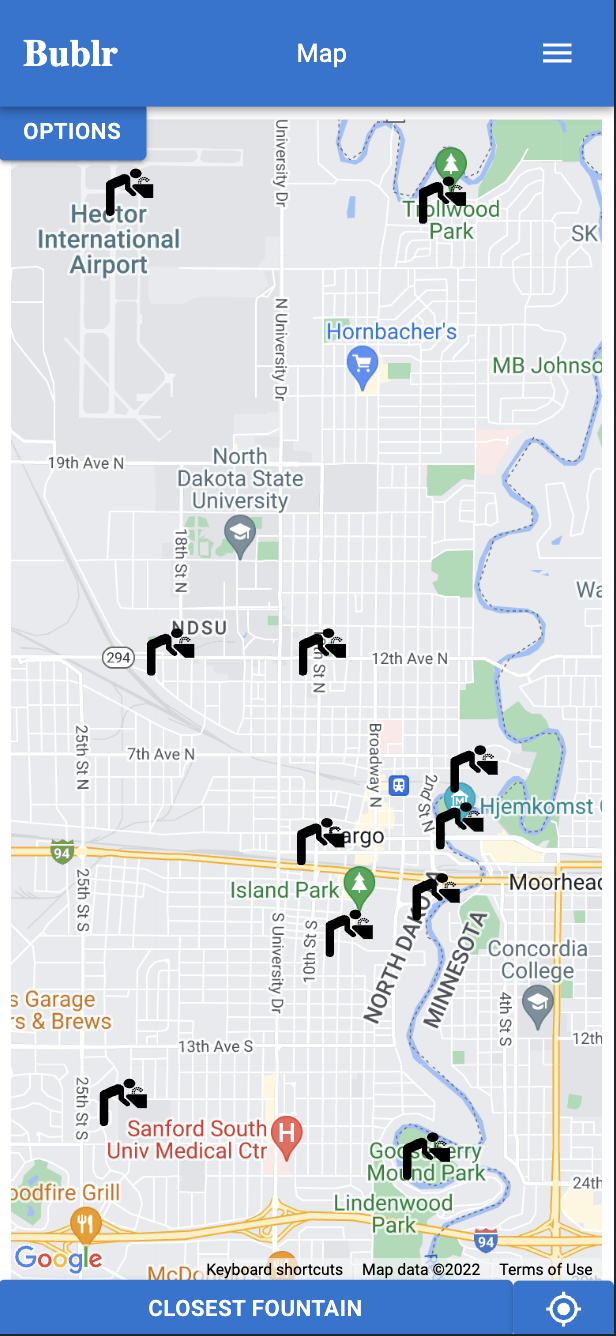 Bublr
Map
OPTIONS
University Dr
Hector
International
Airport
Trollwood
Park
SK
N University Dr
Hornbacher's
MB Johnso
19th Ave N
North
Dakota State
University
18th St N
Wa
NDSU
294
12th Ave N
25th St N
7th Ave N
Broadway N
2nd St N
Hjemkomst
Fargo
94
Island Park
Moorhead
25th St S
S University Dr
10th St S
NORTH DAKOTA
MINNESOTA
Concordia
College
s Garage
rs & Brews
4th St S
13th Ave S
12th
25th St S
Sanford South
Univ Medical Ctr
Gooseberry
Mound Park
oodfire Grill
24th
Lindenwood
Park
94
Google
McDon
Keyboard shortcuts
Map data ©2022
Terms of Use
CLOSEST FOUNTAIN